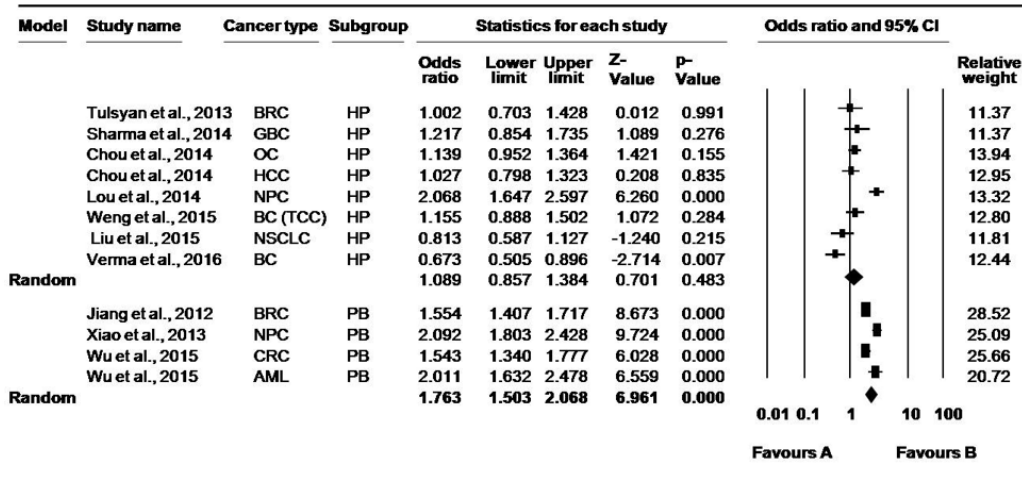 Model Study name Cancer type Subgroup Statistics for each study Odds ratio and 95% CI
Odds ratio Lower limit Upper limit Z-Value p-Value Relative weight
Tulsyan et al., 2013 BRC HP 1.002 0.703 1.428 0.012 0.991 11.37
Sharma et al., 2014 GBC HP 1.217 0.854 1.735 1.089 0.276 11.37
Chou et al., 2014 OC HP 1.139 0.952 1.364 1.421 0.155 13.94
Chou et al., 2014 HCC HP 1.027 0.798 1.323 0.208 0.835 12.95
Lou et al., 2014 NPC HP 2.068 1.647 2.597 6.260 0.000 13.32
Weng et al., 2015 BC (TCC) HP 1.155 0.888 1.502 1.072 0.284 12.80
Liu et al., 2015 NSCLC HP 0.813 0.587 1.127 -1.240 0.215 11.81
Verma et al., 2016 BC HP 0.673 0.505 0.896 -2.714 0.007 12.44
Random 1.089 0.857 1.384 0.701 0.483
Jiang et al., 2012 BRC PB 1.554 1.407 1.717 8.673 0.000 28.52
Xiao et al., 2013 NPC PB 2.092 1.803 2.428 9.724 0.000 25.09
Wu et al., 2015 CRC PB 1.543 1.340 1.777 6.028 0.000 25.66
Wu et al., 2015 AML PB 2.011 1.632 2.478 6.559 0.000 20.72
Random 1.763 1.503 2.068 6.961 0.000
0.01 0.1 1 10 100
Favours A Favours B